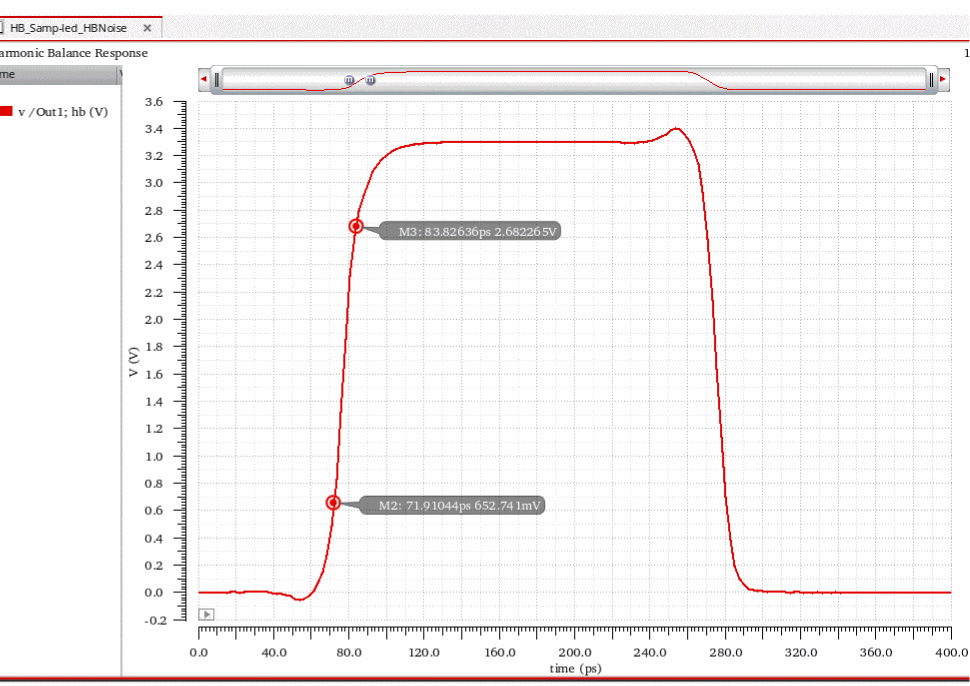 HB_Samp-led_HBNoise ×
armonic Balance Response 1
me
v /Out1; hb (V)
3.6
3.4
3.2
3.0
2.8
2.6
2.4
2.2
2.0
1.8
1.6
1.4
1.2
1.0
0.8
0.6
0.4
0.2
0.0
-0.2
V (V)
m m
M3: 83.82636ps 2.682265V
M2: 71.91044ps 652.741mV
0.0 40.0 80.0 120.0 160.0 200.0 240.0 280.0 320.0 360.0 400.0
time (ps)